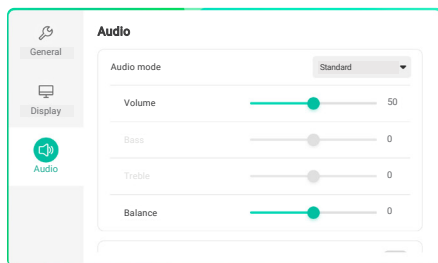 Audio
General
Audio mode Standard
Volume 50
Display
Bass 0
Treble 0
Audio
Balance 0